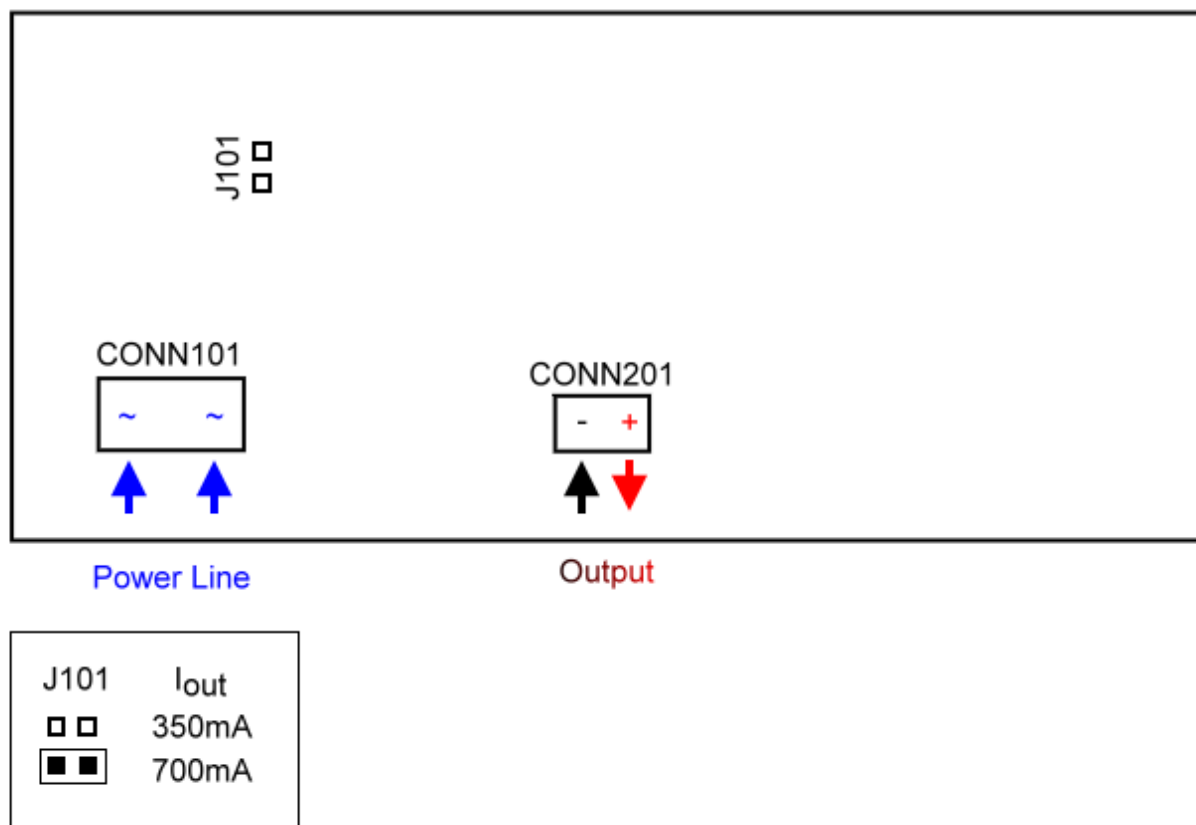 J101
CONN101
~ ~
CONN201
- +
Power Line
Output
J101 Iout
350mA
700mA